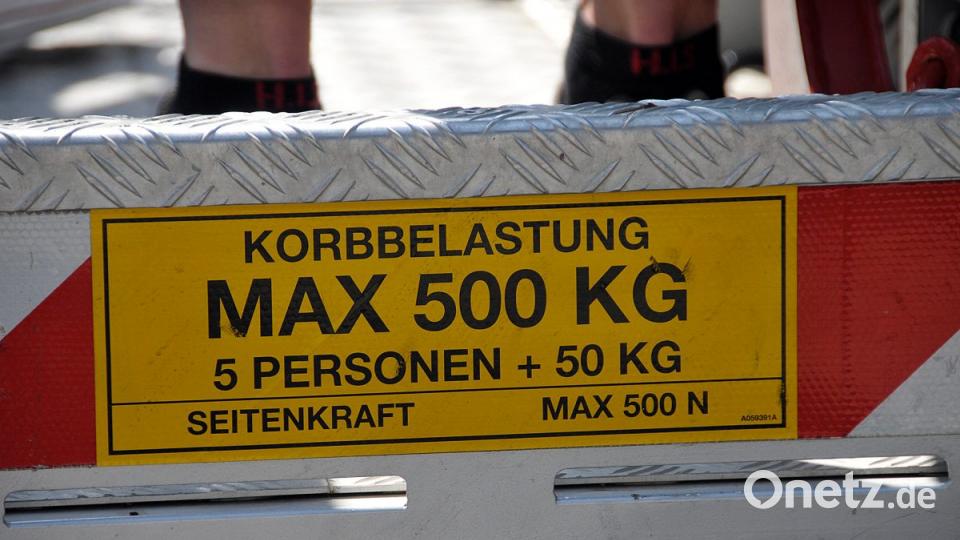 KORBBELASTUNG
MAX 500 KG
5 PERSONEN + 50 KG
SEITENKRAFT MAX 500 N
A059391A
Onetz.de